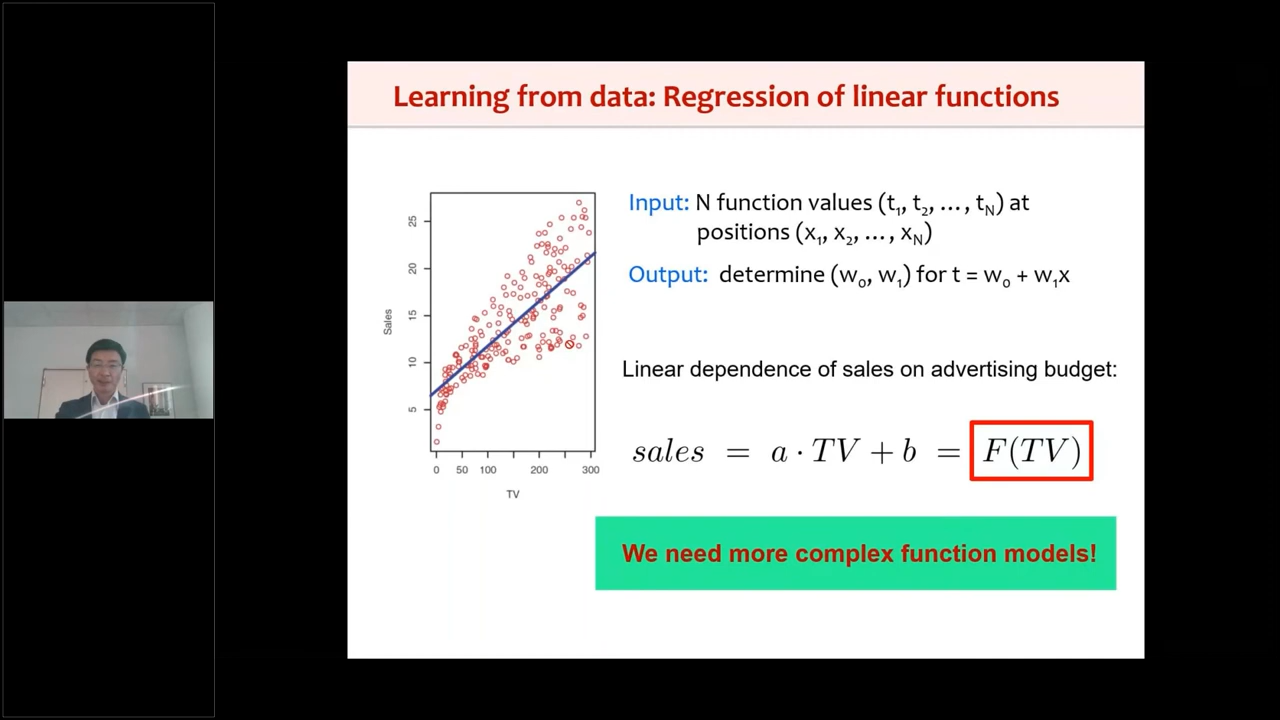 Learning from data: Regression of linear functions
Input: N function values (t₁, t₂, …, t_N) at
positions (x₁, x₂, …, x_N)
Output: determine (w₀, w₁) for t = w₀ + w₁x
Sales
25
20
15
10
5
0 50 100 200 300
TV
Linear dependence of sales on advertising budget:
sales = a · TV + b = F(TV)
We need more complex function models!